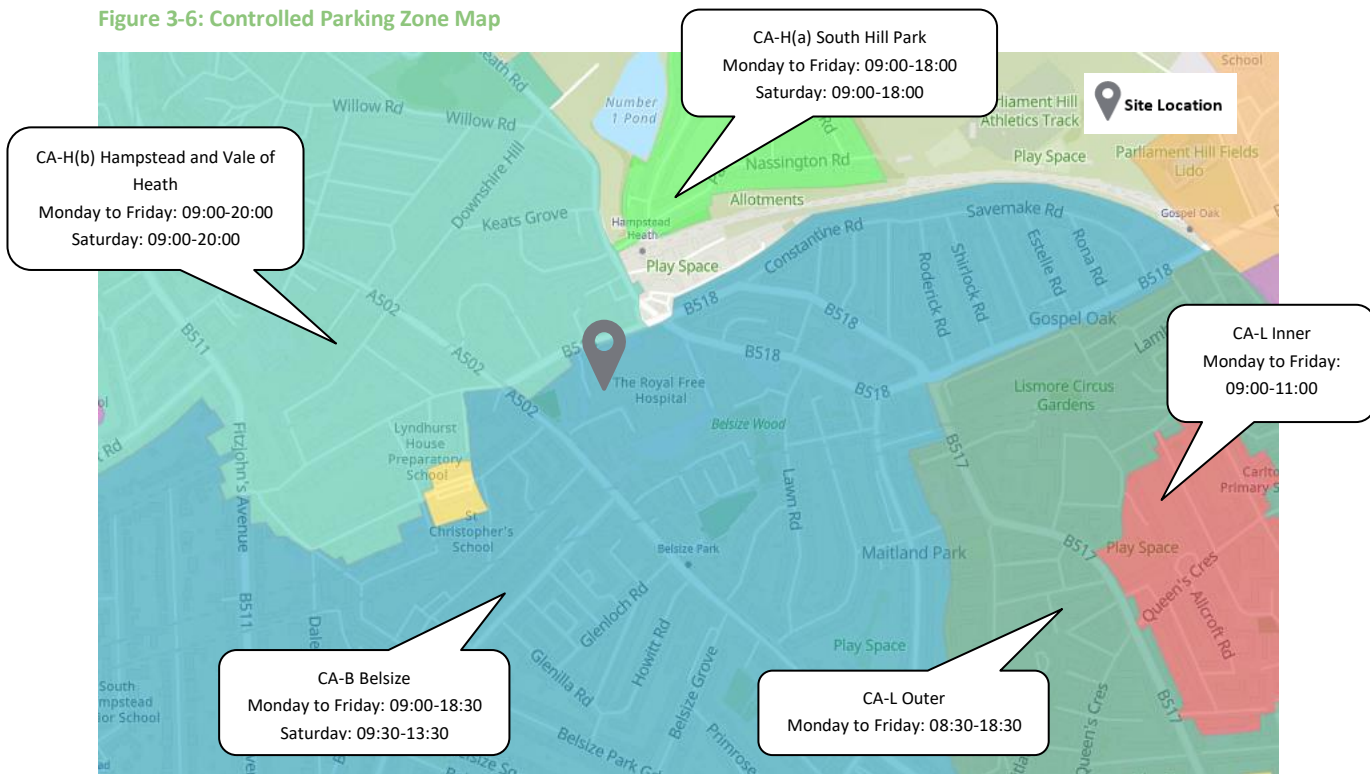 Figure 3-6: Controlled Parking Zone Map
CA-H(a) South Hill Park
Monday to Friday: 09:00-18:00
Saturday: 09:00-18:00
Site Location
CA-H(b) Hampstead and Vale of
Heath
Monday to Friday: 09:00-20:00
Saturday: 09:00-20:00
CA-L Inner
Monday to Friday:
09:00-11:00
CA-B Belsize
Monday to Friday: 09:00-18:30
Saturday: 09:30-13:30
CA-L Outer
Monday to Friday: 08:30-18:30
Willow Rd
Willow Rd
Number
1 Pond
Athletics Track
School
Play Space
Parliament Hill Fields
Lido
Nassington Rd
Allotments
Downshire Hill
Keats Grove
Hampstead
Heath
Play Space
Constantine Rd
Savernake Rd
Gospel Oak
Roderick Rd
Shirlock Rd
Estelle Rd
Rona Rd
B518
Gospel Oak
A502
A502
A502
B518
B518
B518
B518
B511
The Royal Free
Hospital
Belsize Wood
Lismore Circus
Gardens
Lyndhurst
House
Preparatory
School
Fitzjohn's Avenue
St
Christopher's
School
Lawn Rd
B517
Belsize Park
Maitland Park
Play Space
B517
Queen's Cres
Allcroft Rd
Primary
B511
Glenloch Rd
Howitt Rd
Glenilla Rd
Belsize Grove
Play Space
South
Queen's Cres
B517
Belsize Park
Primrose